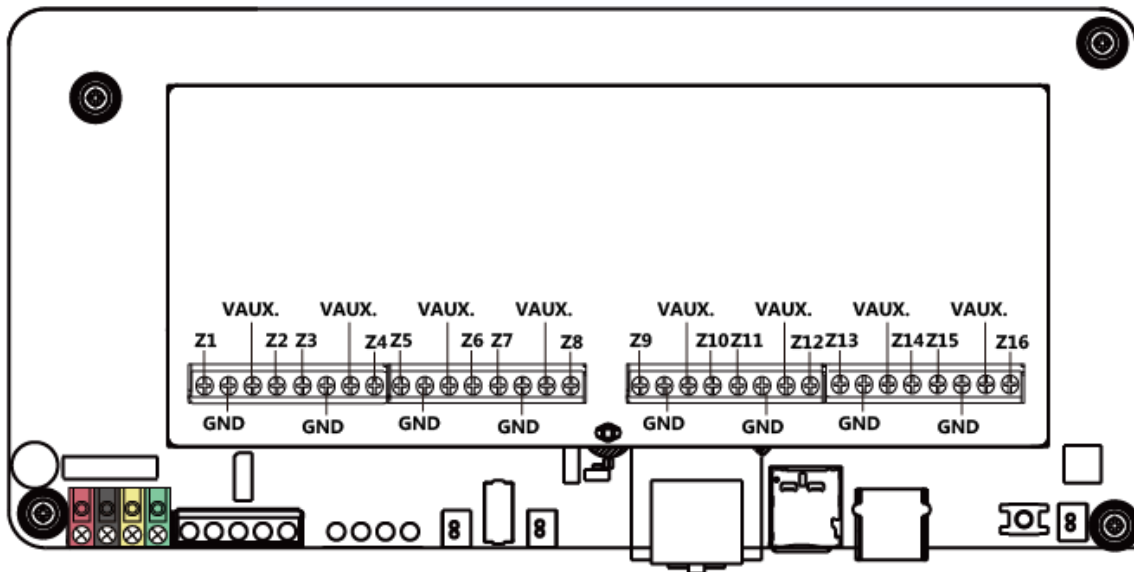 VAUX. VAUX. VAUX. VAUX. VAUX. VAUX. VAUX. VAUX.
Z1 Z2 Z3 Z4 Z5 Z6 Z7 Z8 Z9 Z10 Z11 Z12 Z13 Z14 Z15 Z16
GND GND GND GND GND GND GND GND